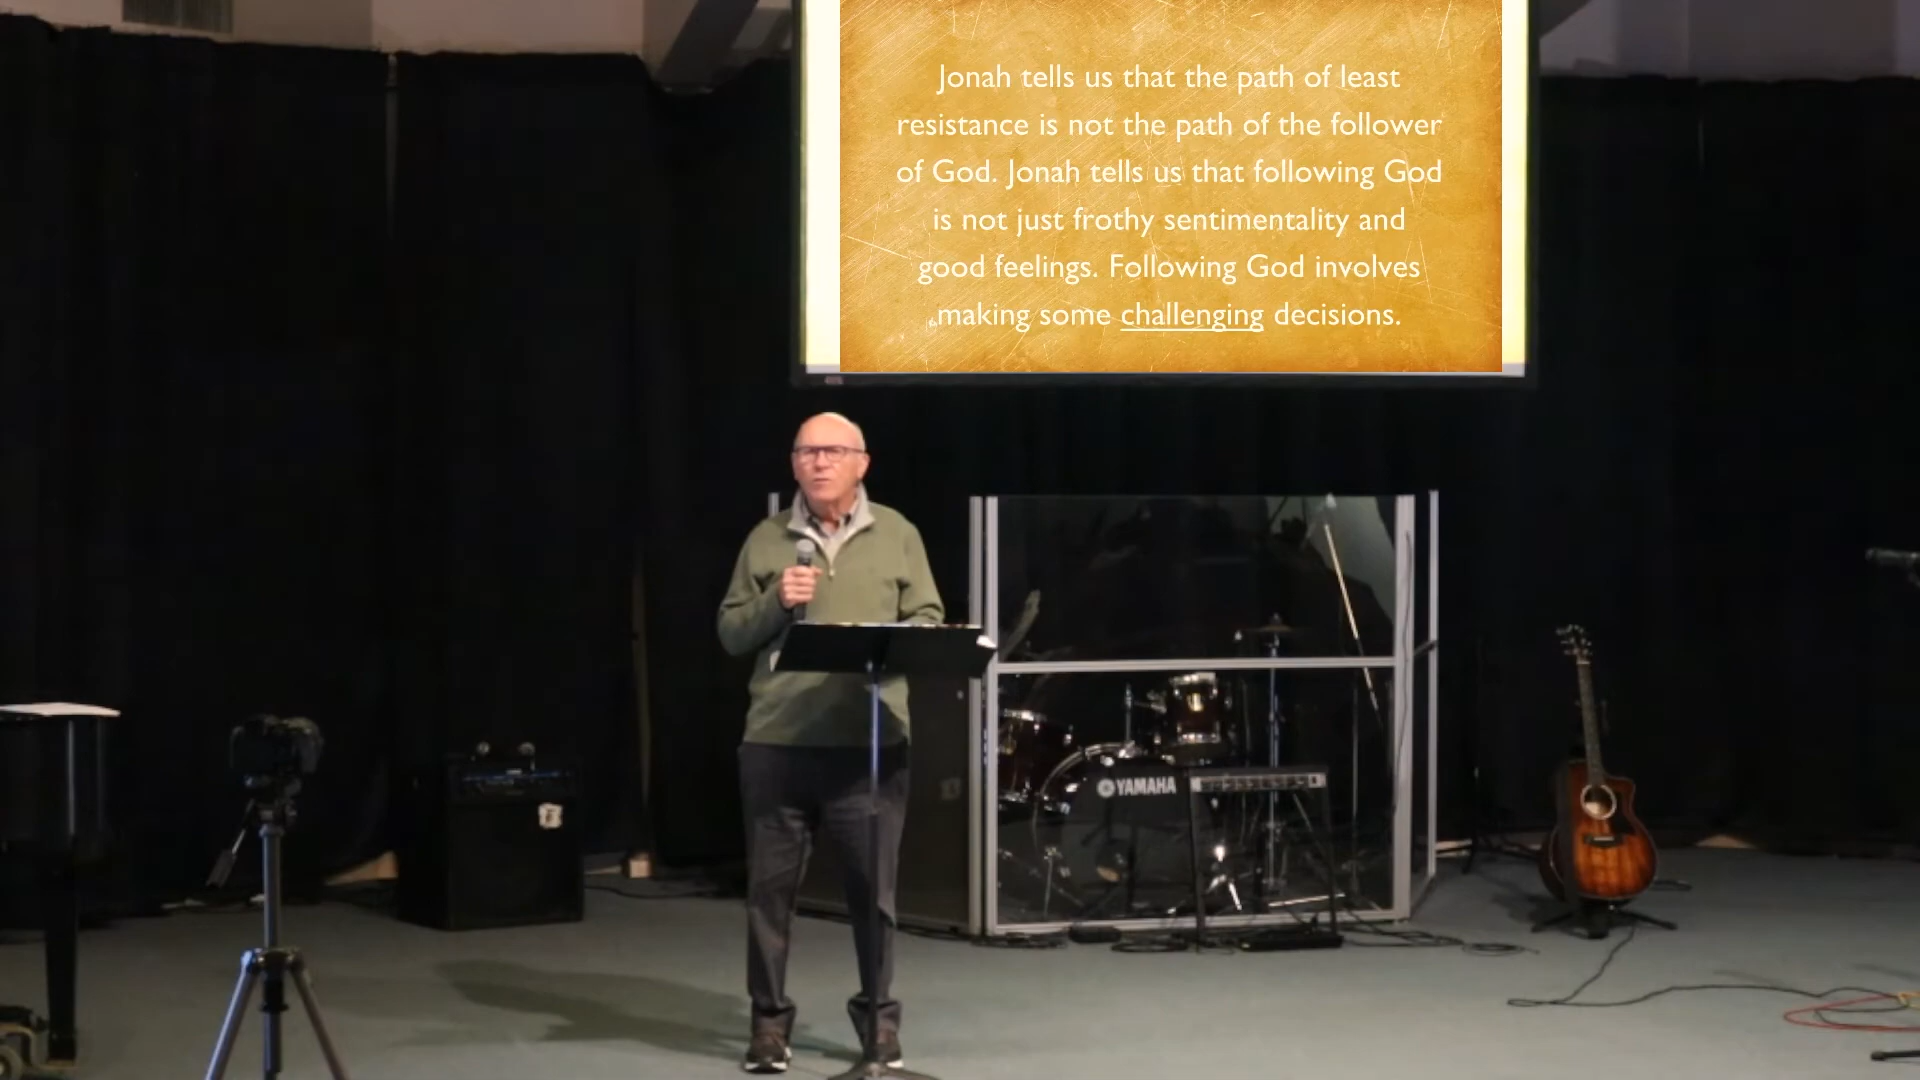 Jonah tells us that the path of least
resistance is not the path of the follower
of God. Jonah tells us that following God
is not just frothy sentimentality and
good feelings. Following God involves
making some challenging decisions.
YAMAHA